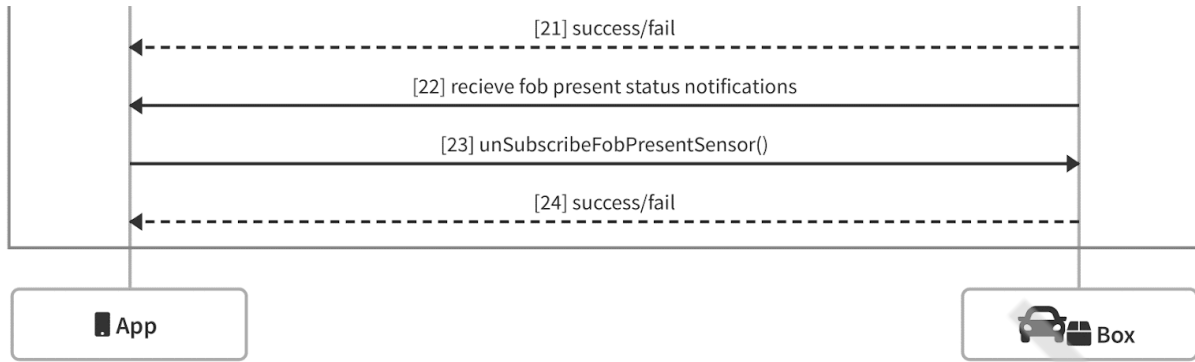 [21] success/fail
[22] recieve fob present status notifications
[23] unSubscribeFobPresentSensor()
[24] success/fail
App
Box